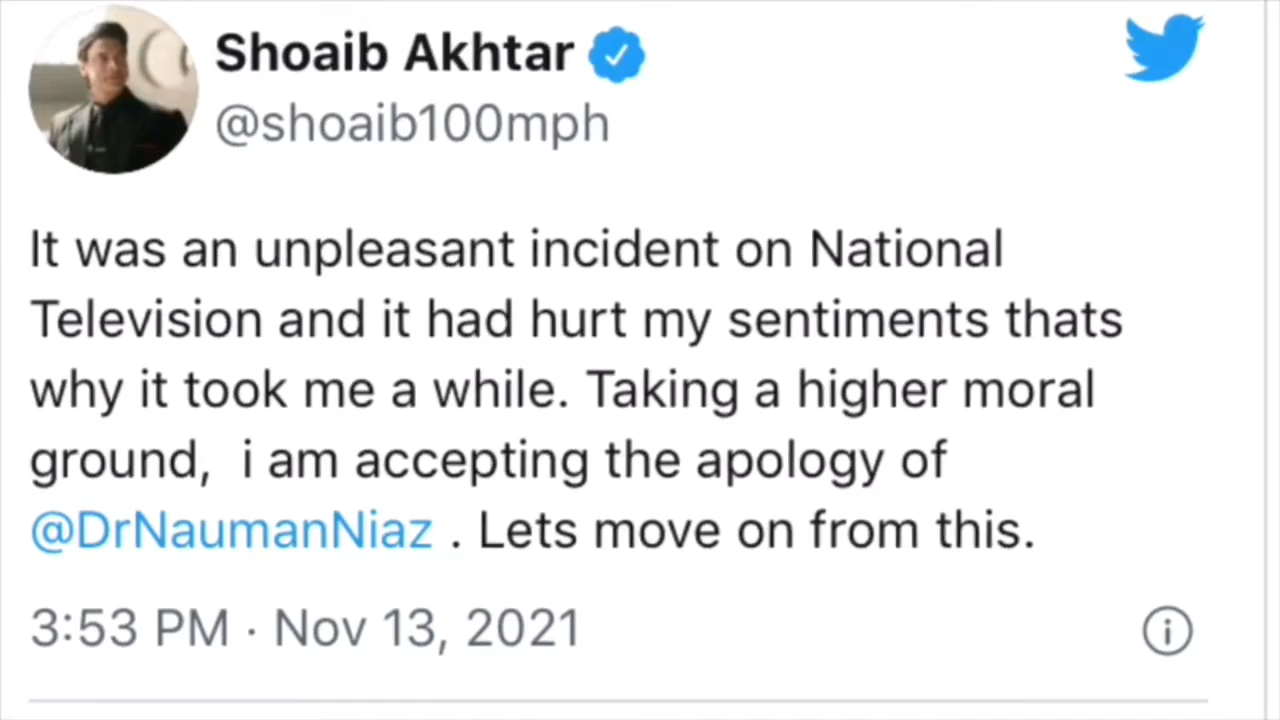 Shoaib Akhtar
@shoaib100mph
It was an unpleasant incident on National
Television and it had hurt my sentiments thats
why it took me a while. Taking a higher moral
ground,  i am accepting the apology of
@DrNaumanNiaz . Lets move on from this.
3:53 PM · Nov 13, 2021